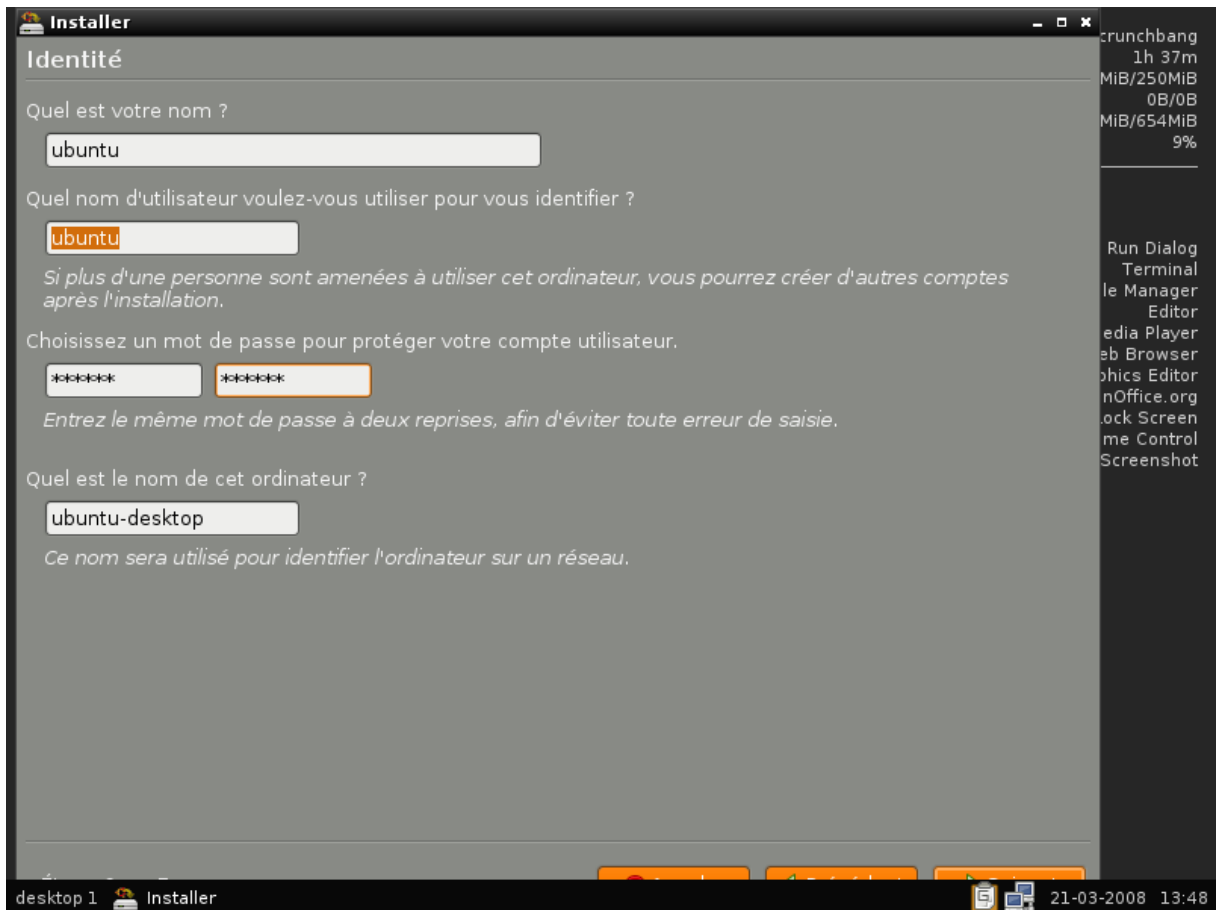 Installer
Identité
Quel est votre nom ?
ubuntu
Quel nom d'utilisateur voulez-vous utiliser pour vous identifier ?
ubuntu
Si plus d'une personne sont amenées à utiliser cet ordinateur, vous pourrez créer d'autres comptes
après l'installation.
Choisissez un mot de passe pour protéger votre compte utilisateur.
****** ******
Entrez le même mot de passe à deux reprises, afin d'éviter toute erreur de saisie.
Quel est le nom de cet ordinateur ?
ubuntu-desktop
Ce nom sera utilisé pour identifier l'ordinateur sur un réseau.
crunchbang
1h 37m
MiB/250MiB
0B/0B
MiB/654MiB
9%
Run Dialog
Terminal
le Manager
Editor
edia Player
eb Browser
phics Editor
nOffice.org
ock Screen
me Control
Screenshot
desktop 1 Installer 21-03-2008 13:48